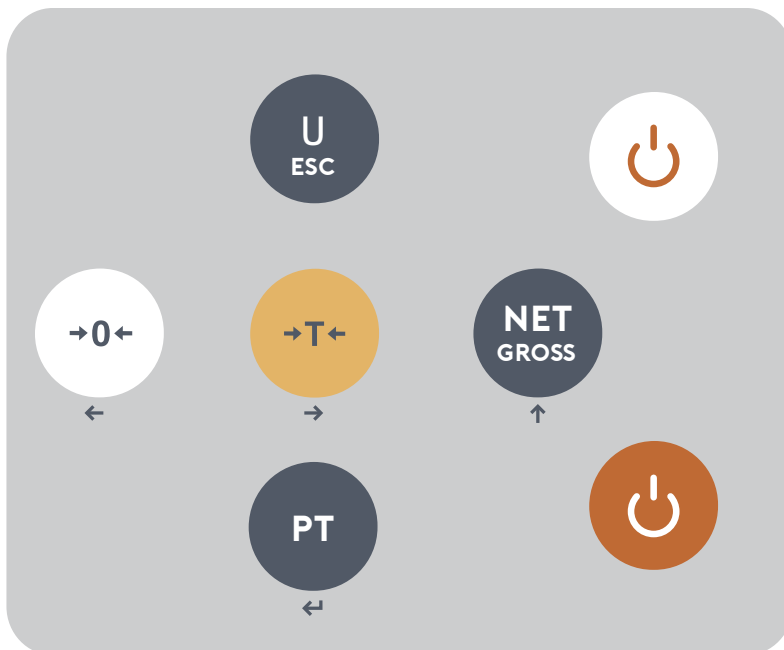 U
ESC
→0←
→T←
NET
GROSS
←
→
↑
PT
↵